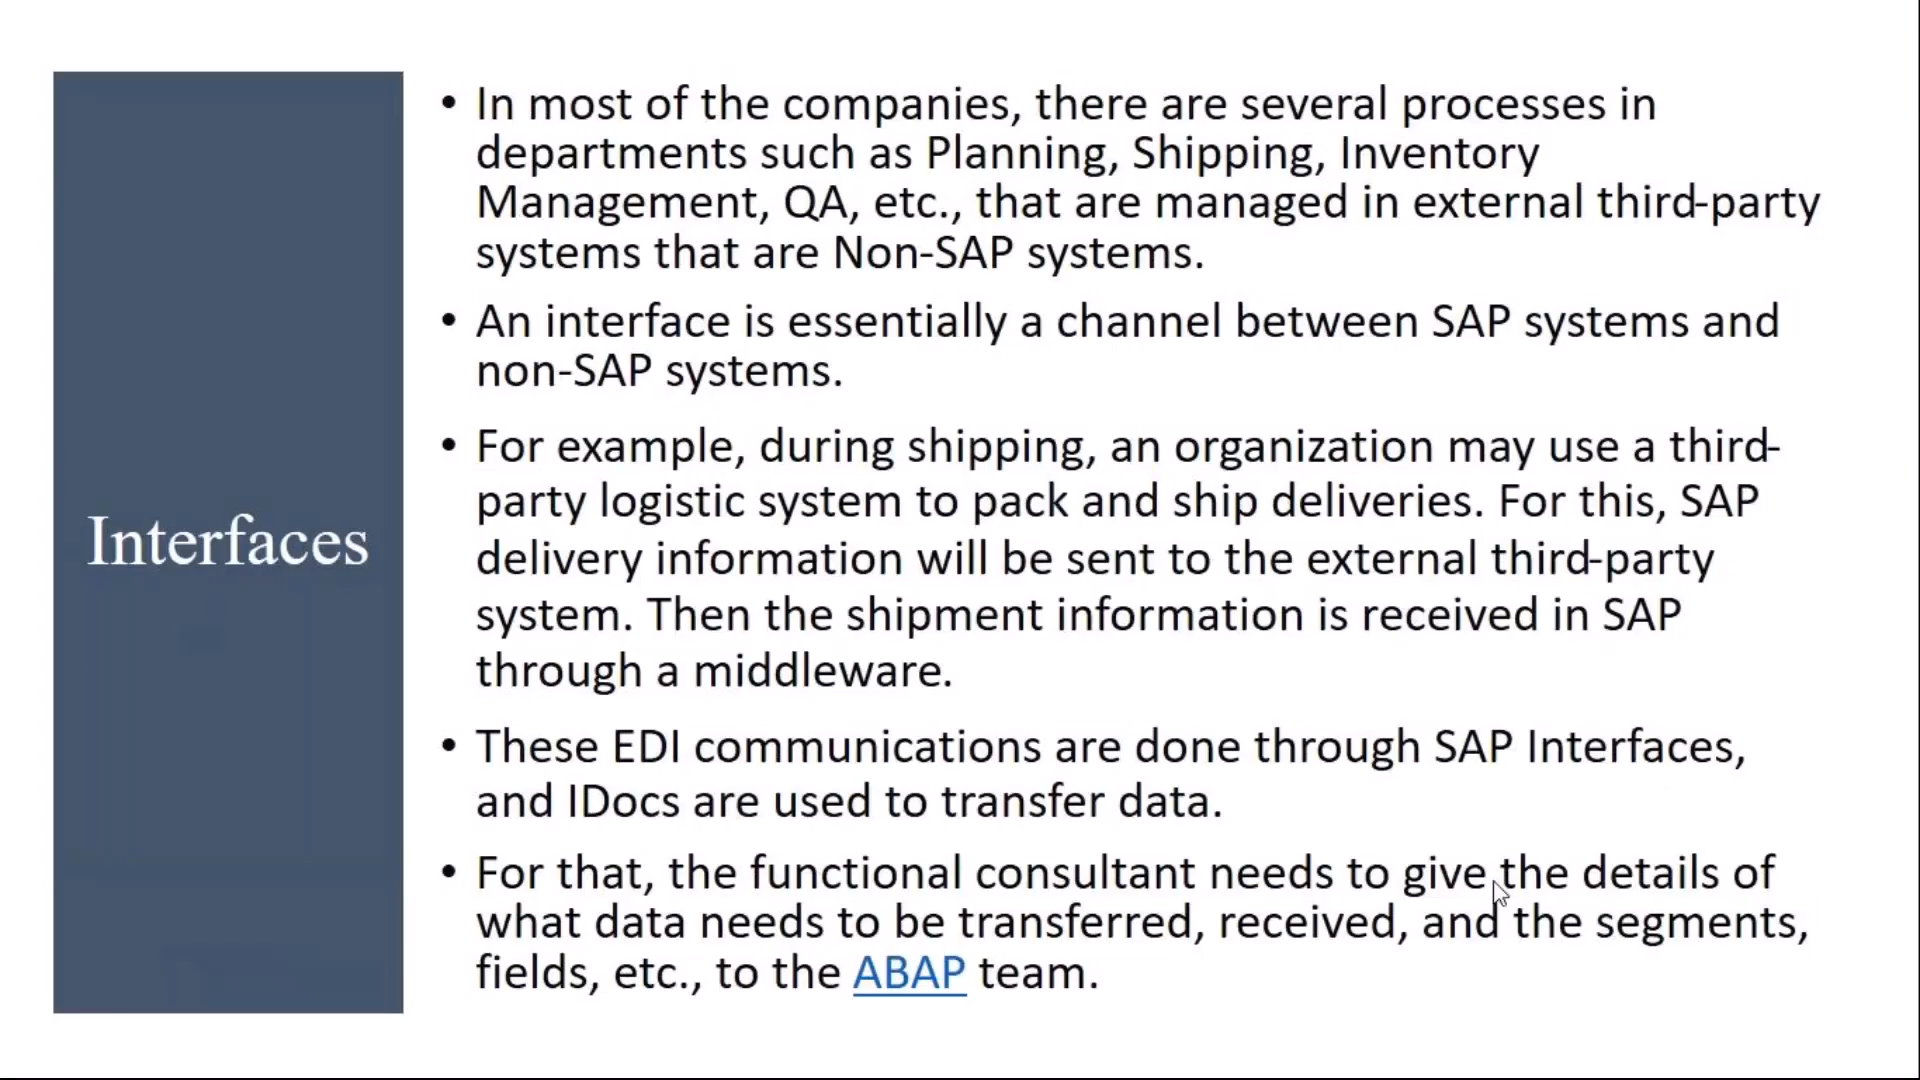 Interfaces
• In most of the companies, there are several processes in
departments such as Planning, Shipping, Inventory
Management, QA, etc., that are managed in external third-party
systems that are Non-SAP systems.
• An interface is essentially a channel between SAP systems and
non-SAP systems.
• For example, during shipping, an organization may use a third-
party logistic system to pack and ship deliveries. For this, SAP
delivery information will be sent to the external third-party
system. Then the shipment information is received in SAP
through a middleware.
• These EDI communications are done through SAP Interfaces,
and IDocs are used to transfer data.
• For that, the functional consultant needs to give the details of
what data needs to be transferred, received, and the segments,
fields, etc., to the ABAP team.